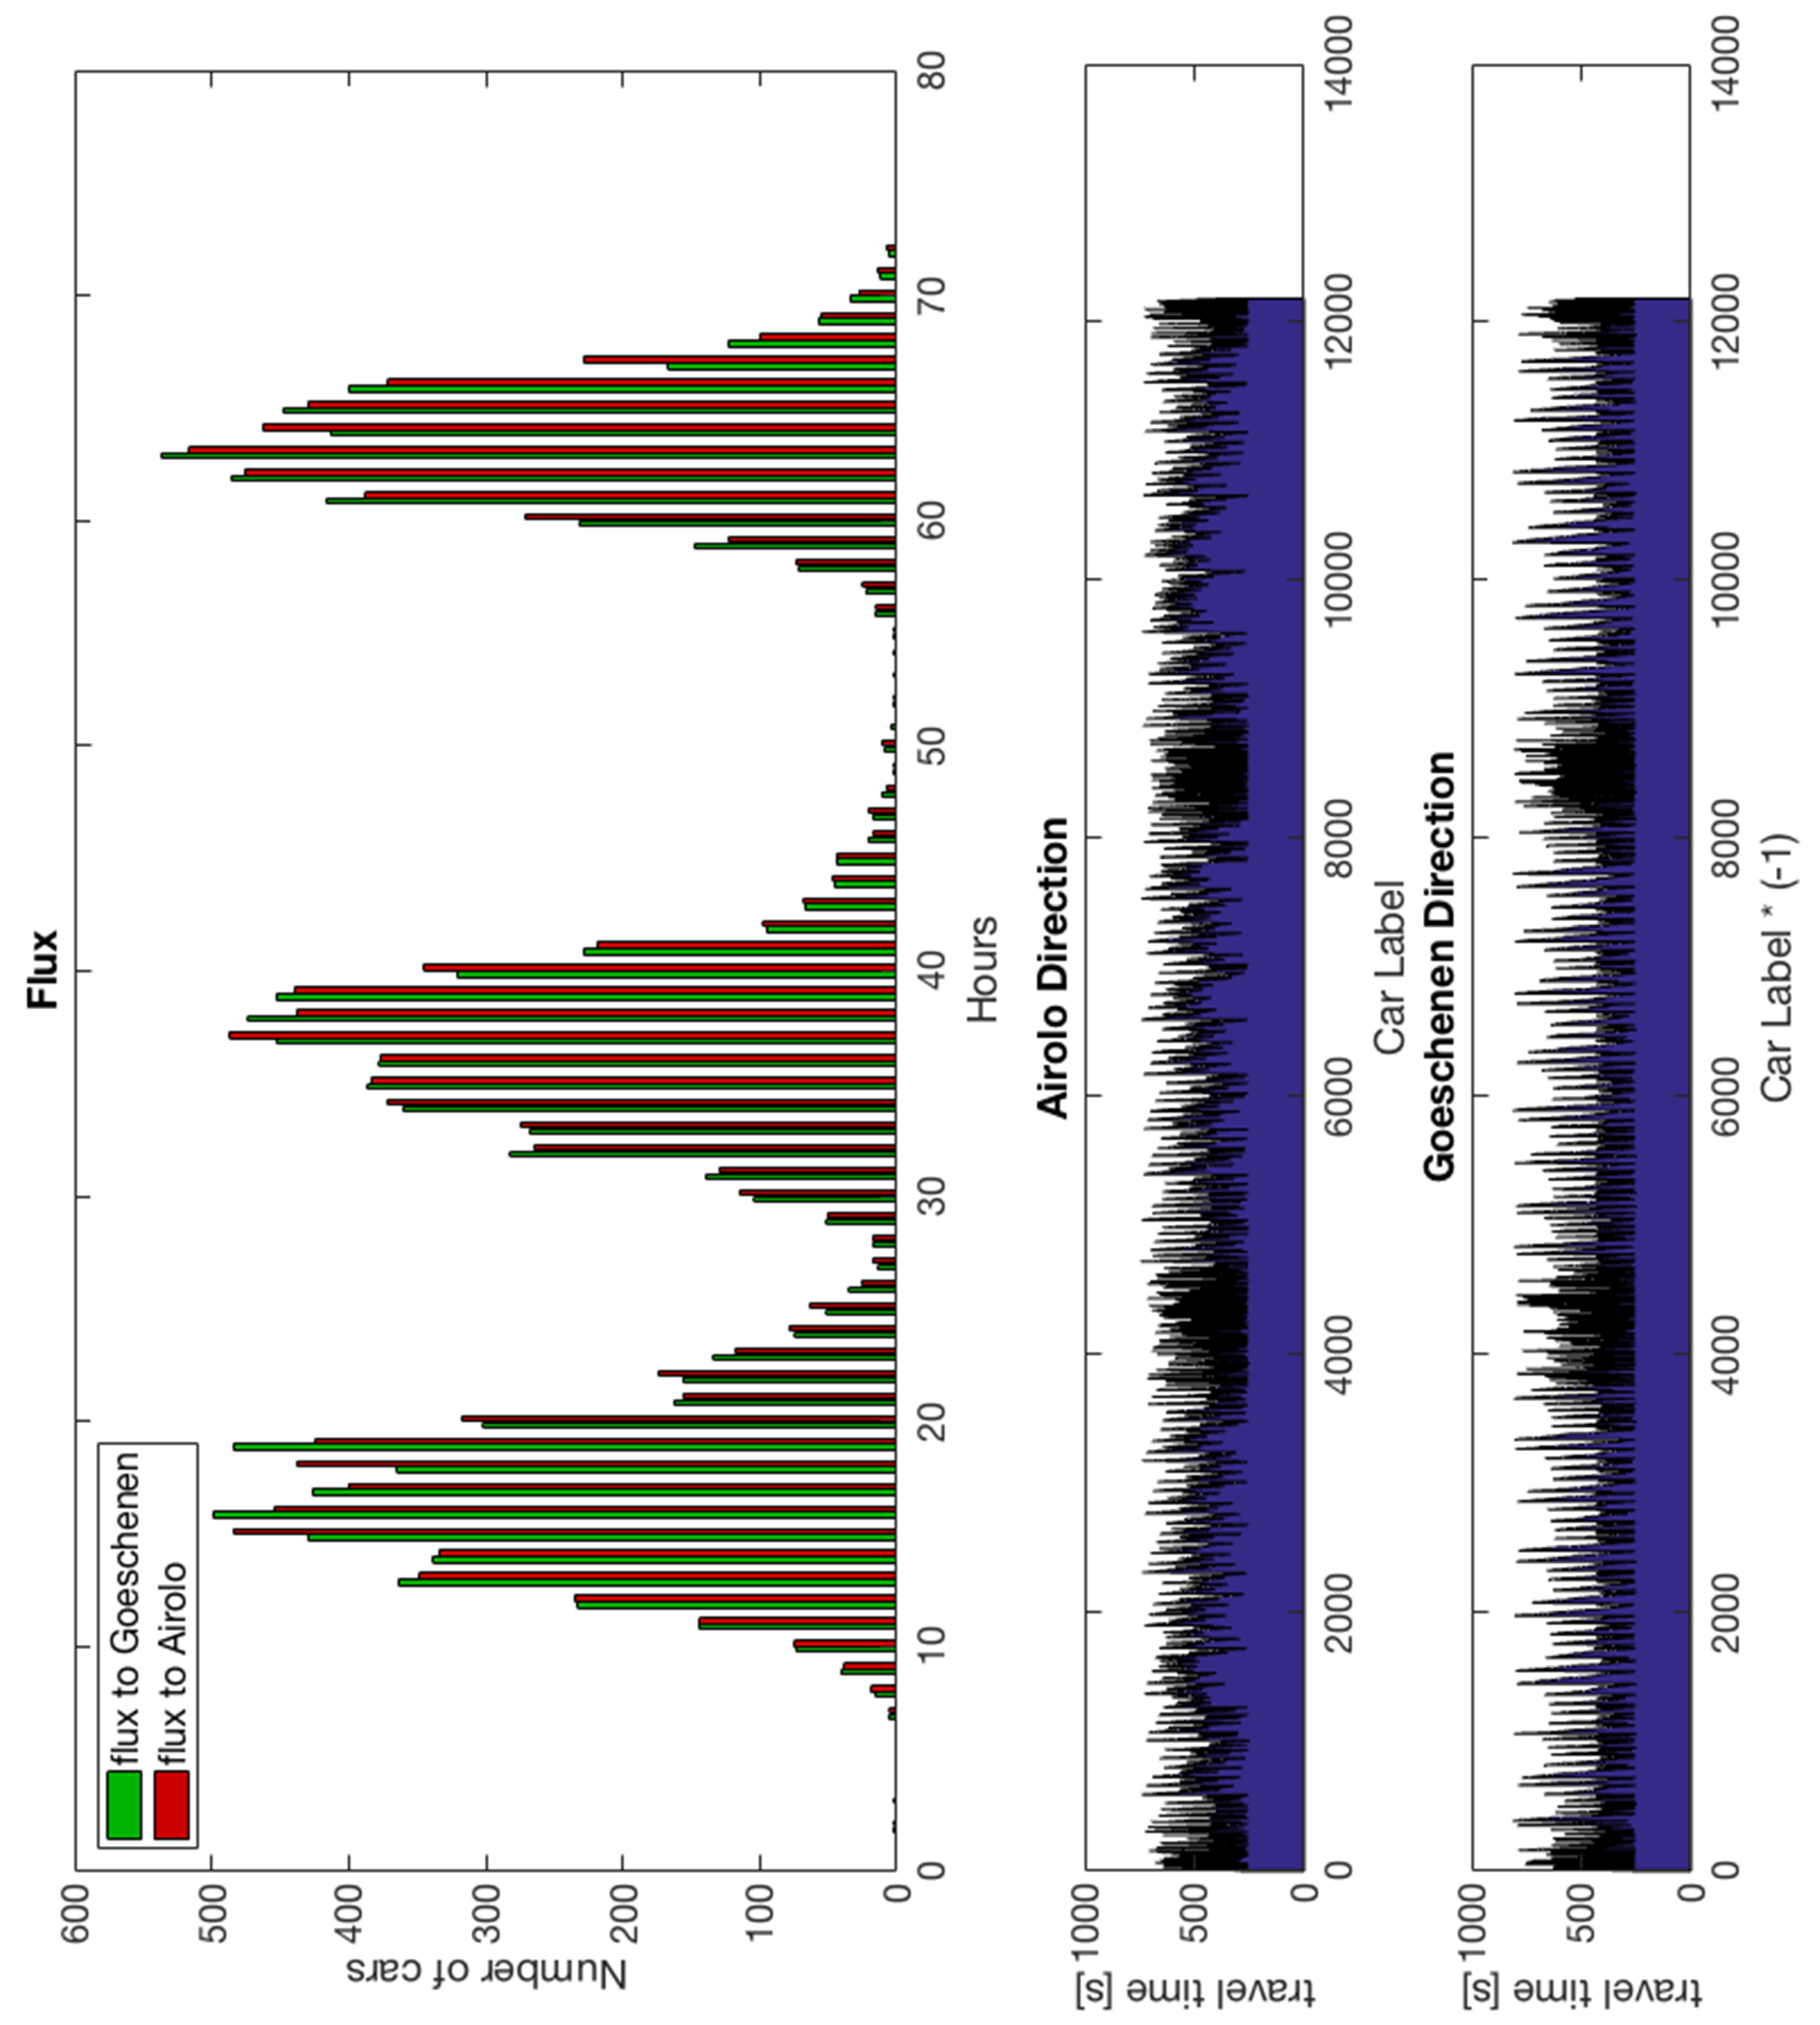 Flux
600
500
400
300
200
100
0
Number of cars
flux to Goeschenen
flux to Airolo
0 10 20 30 40 50 60 70 80
Hours
Airolo Direction
1000
500
0
travel time [s]
0 2000 4000 6000 8000 10000 12000 14000
Car Label
Goeschenen Direction
1000
500
0
travel time [s]
0 2000 4000 6000 8000 10000 12000 14000
Car Label * (-1)